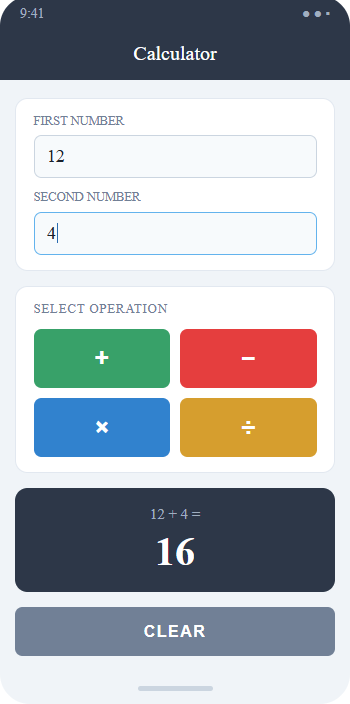 9:41
Calculator
FIRST NUMBER
12
SECOND NUMBER
4
SELECT OPERATION
+ −
× ÷
12 + 4 =
16
CLEAR